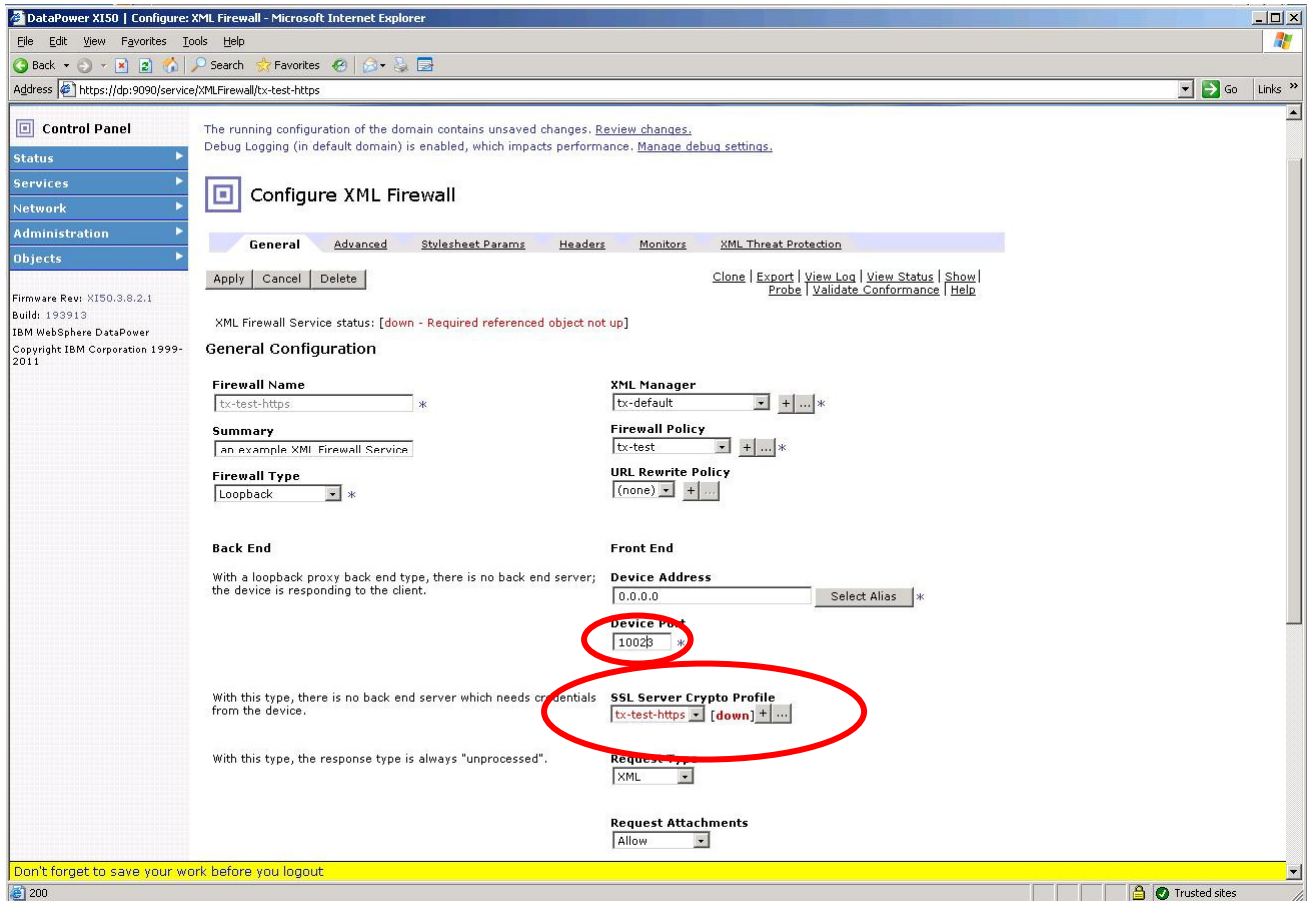 DataPower XI50 | Configure: XML Firewall - Microsoft Internet Explorer
File Edit View Favorites Tools Help
Back Search Favorites
Address https://dp:9090/service/XMLFirewall/tx-test-https Go Links »
Control Panel
Status
Services
Network
Administration
Objects
Firmware Rev: XI50.3.8.2.1
Build: 193913
IBM WebSphere DataPower
Copyright IBM Corporation 1999-
2011
The running configuration of the domain contains unsaved changes. Review changes.
Debug Logging (in default domain) is enabled, which impacts performance. Manage debug settings.
Configure XML Firewall
General Advanced Stylesheet Params Headers Monitors XML Threat Protection
Apply Cancel Delete
Clone | Export | View Log | View Status | Show |
Probe | Validate Conformance | Help
XML Firewall Service status: [down - Required referenced object not up]
General Configuration
Firewall Name
tx-test-https *
Summary
an example XML Firewall Service
Firewall Type
Loopback *
XML Manager
tx-default + ... *
Firewall Policy
tx-test + ... *
URL Rewrite Policy
(none) + ...
Back End
With a loopback proxy back end type, there is no back end server;
the device is responding to the client.
With this type, there is no back end server which needs credentials
from the device.
With this type, the response type is always "unprocessed".
Front End
Device Address
0.0.0.0 Select Alias *
Device Port
10023 *
SSL Server Crypto Profile
tx-test-https [down] + ...
Request Type
XML
Request Attachments
Allow
Don't forget to save your work before you logout
200 Trusted sites